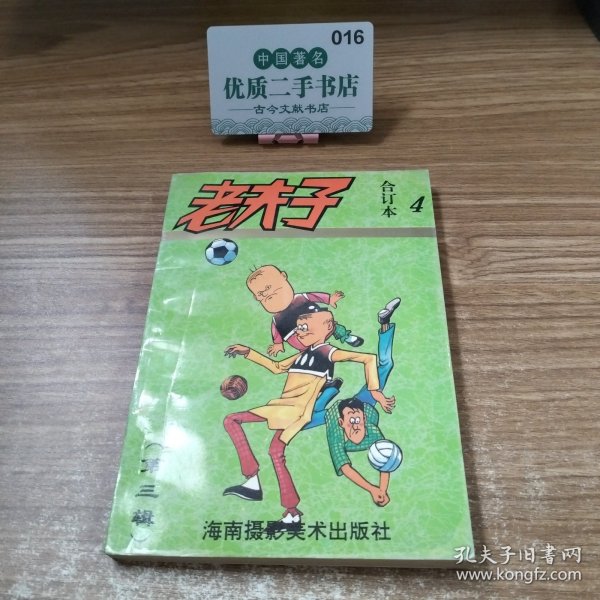 016
中国著名
优质二手书店
古今文献书店
老夫子
合订本
4
(第三辑)
海南摄影美术出版社
孔夫子旧书网
www.kongfz.com